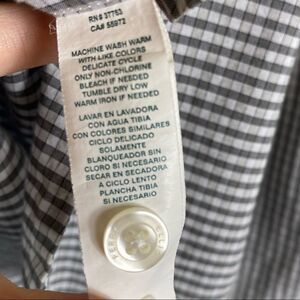 RN# 37763
CA# 55972
MACHINE WASH WARM
WITH LIKE COLORS
DELICATE CYCLE
ONLY NON-CHLORINE
BLEACH IF NEEDED
TUMBLE DRY LOW
WARM IRON IF NEEDED
LAVAR EN LAVADORA
CON AGUA TIBIA
CON COLORES SIMILARES
CICLO DELICADO
SOLAMENTE
BLANQUEADOR SIN
CLORO SI NECESARIO
SECAR EN SECADORA
A CICLO LENTO
PLANCHA TIBIA
SI NECESARIO